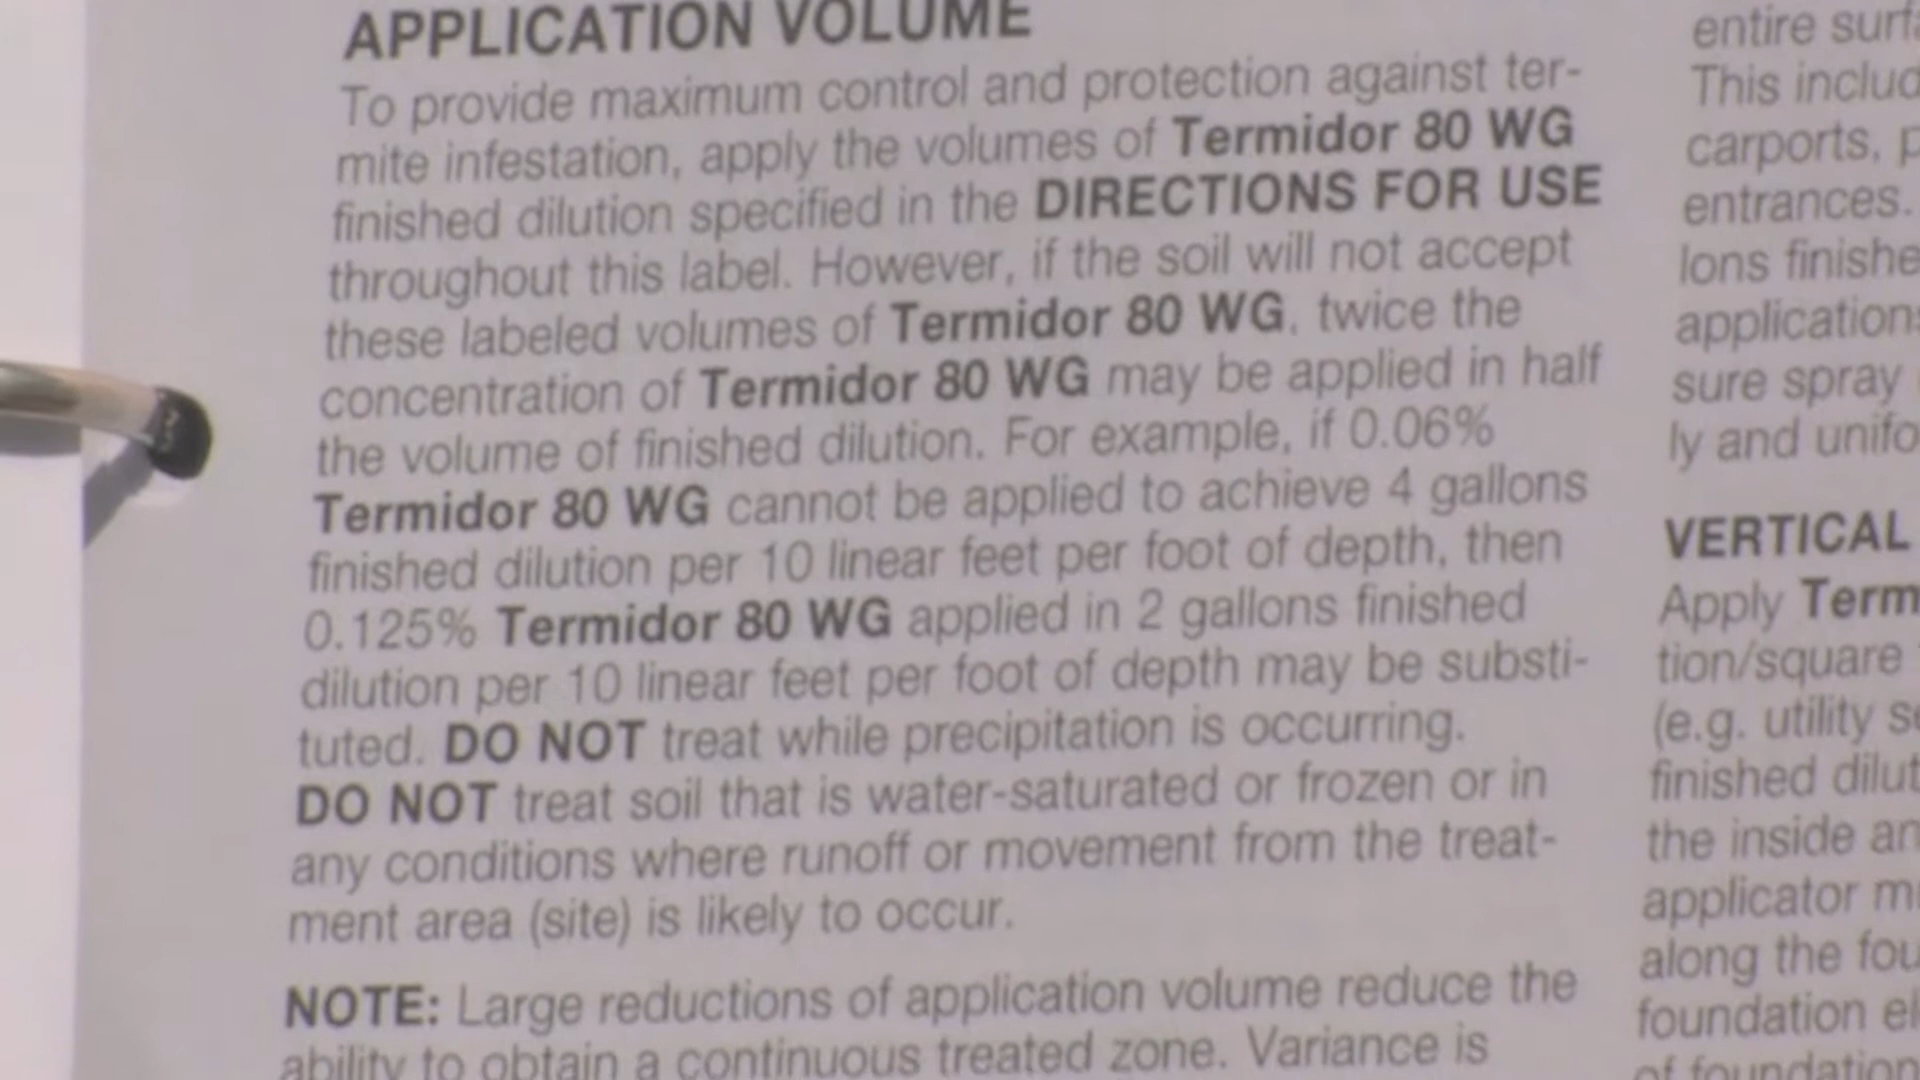 APPLICATION VOLUME
To provide maximum control and protection against ter-
mite infestation, apply the volumes of Termidor 80 WG
finished dilution specified in the DIRECTIONS FOR USE
throughout this label. However, if the soil will not accept
these labeled volumes of Termidor 80 WG, twice the
concentration of Termidor 80 WG may be applied in half
the volume of finished dilution. For example, if 0.06%
Termidor 80 WG cannot be applied to achieve 4 gallons
finished dilution per 10 linear feet per foot of depth, then
0.125% Termidor 80 WG applied in 2 gallons finished
dilution per 10 linear feet per foot of depth may be substi-
tuted. DO NOT treat while precipitation is occurring.
DO NOT treat soil that is water-saturated or frozen or in
any conditions where runoff or movement from the treat-
ment area (site) is likely to occur.
NOTE: Large reductions of application volume reduce the
ability to obtain a continuous treated zone. Variance is
entire
This
carports,
entrances.
lons
sure spray
ly and
VERTICAL
Apply
tion/square
(e.g. utility
finished
the inside
applicator
along the
foundation
of